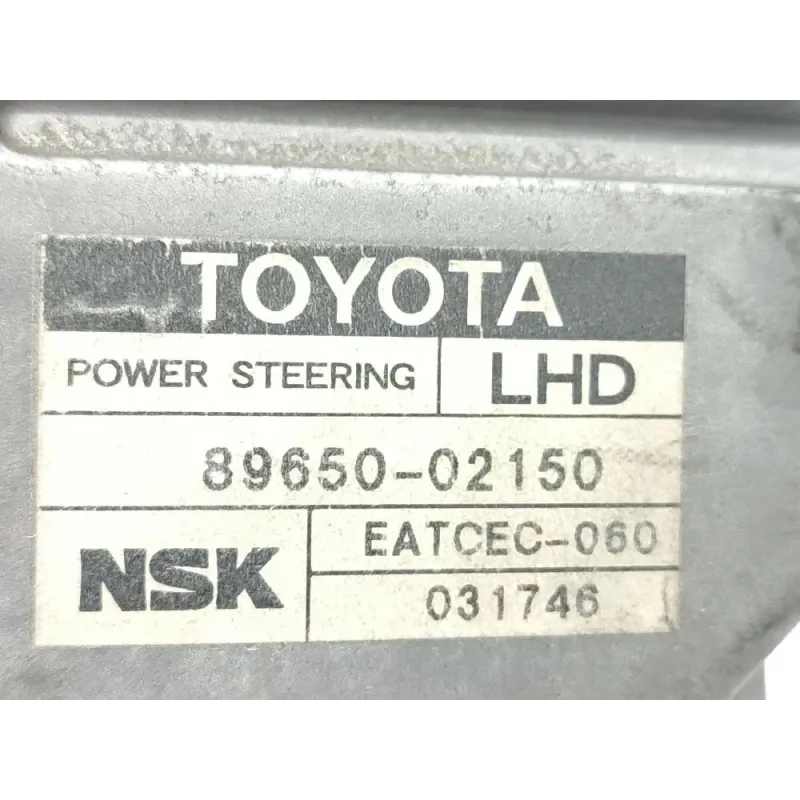 TOYOTA
POWER STEERING LHD
89650-02150
NSK EATCEC-060
031746